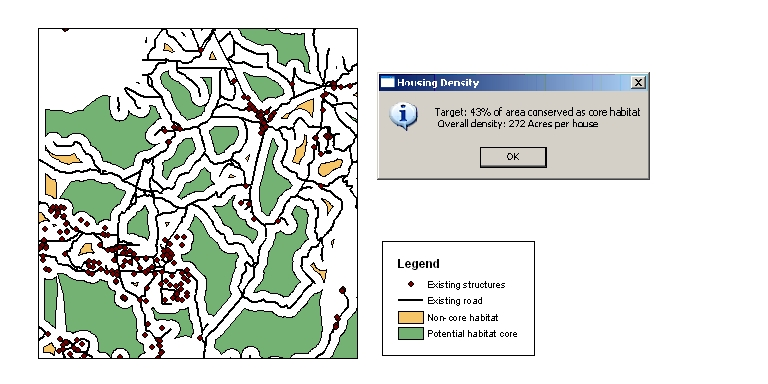 Housing Density
Target: 43% of area conserved as core habitat
Overall density: 272 Acres per house
OK
Legend
Existing structures
Existing road
Non-core habitat
Potential habitat core